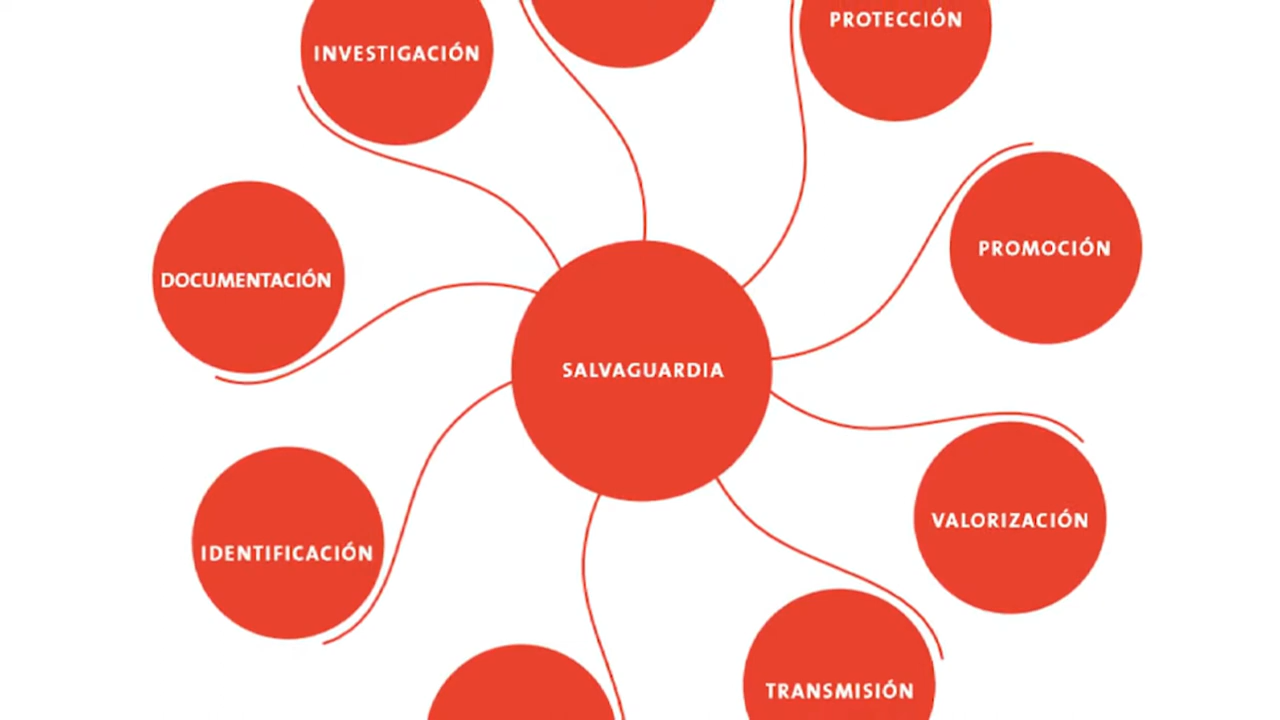 PROTECCIÓN
INVESTIGACIÓN
PROMOCIÓN
DOCUMENTACIÓN
SALVAGUARDIA
VALORIZACIÓN
IDENTIFICACIÓN
TRANSMISIÓN